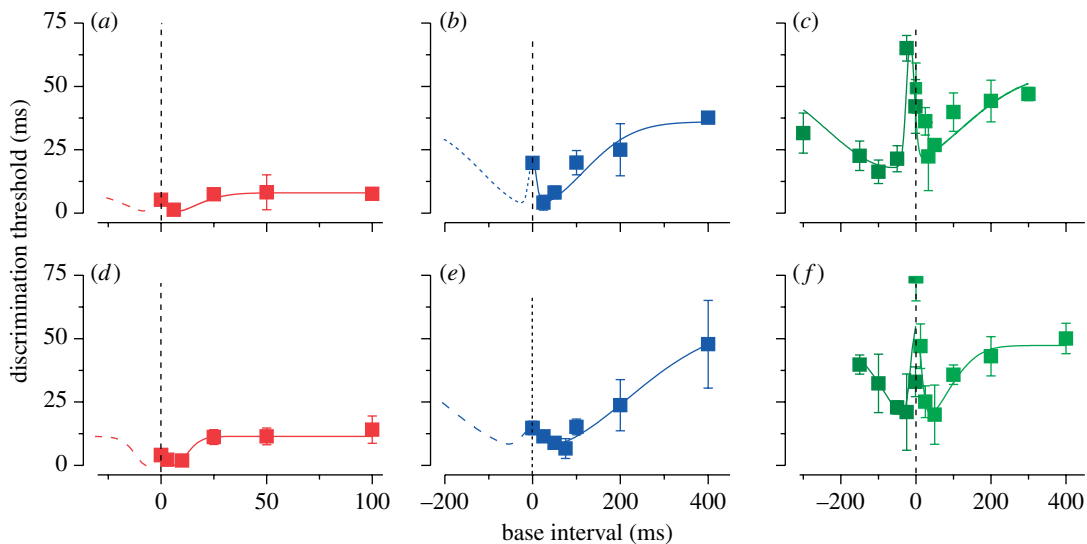 (a) (b) (c)
75
50
25
0
discrimination threshold (ms)
(d) (e) (f)
75
50
25
0
0 50 100 −200 0 200 400 −200 0 200 400
base interval (ms)